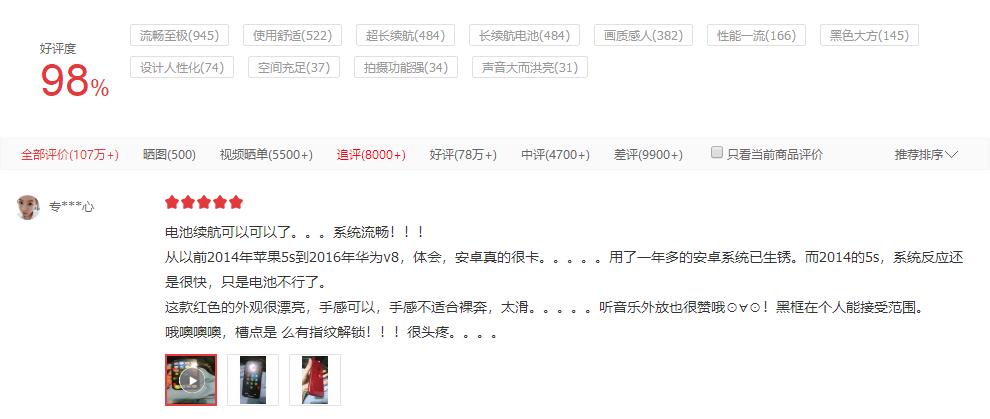 流畅至极(945) 使用舒适(522) 超长续航(484) 长续航电池(484) 画质感人(382) 性能一流(166) 黑色大方(145)
好评度
98%
设计人性化(74) 空间充足(37) 拍摄功能强(34) 声音大而洪亮(31)
全部评价(107万+) 晒图(500) 视频晒单(5500+) 追评(8000+) 好评(78万+) 中评(4700+) 差评(9900+) 只看当前商品评价 推荐排序
专***心
电池续航可以可以了。。。系统流畅！！！
从以前2014年苹果5s到2016年华为v8，体会，安卓真的很卡。。。。。用了一年多的安卓系统已生锈。而2014的5s，系统反应还
是很快，只是电池不行了。
这款红色的外观很漂亮，手感可以，手感不适合裸奔，太滑。。。。。听音乐外放也很赞哦⊙∀⊙！黑框在个人能接受范围。
哦噢噢噢，槽点是 么有指纹解锁！！！很头疼。。。。